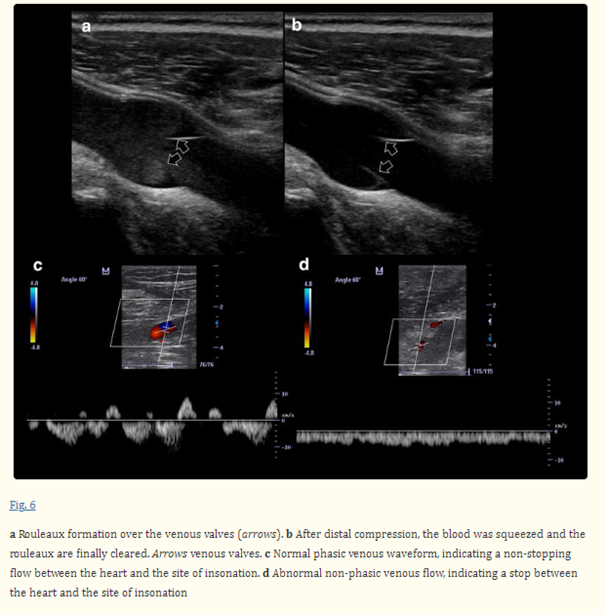 a
b
c
M
Angle 60°
4.8
-4.8
2
4
76/76
10
cm/s
-10
d
M
Angle 60°
4.8
-4.8
2
4
115/115
10
cm/s
0
-10
Fig. 6
a Rouleaux formation over the venous valves (arrows). b After distal compression, the blood was squeezed and the
rouleaux are finally cleared. Arrows venous valves. c Normal phasic venous waveform, indicating a non-stopping
flow between the heart and the site of insonation. d Abnormal non-phasic venous flow, indicating a stop between
the heart and the site of insonation